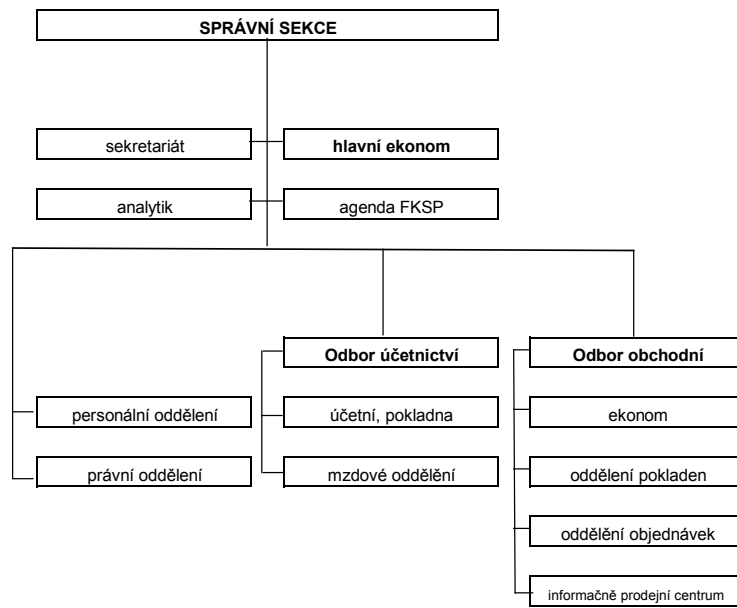 SPRÁVNÍ SEKCE
sekretariát
hlavní ekonom
analytik
agenda FKSP
Odbor účetnictví
Odbor obchodní
personální oddělení
účetní, pokladna
ekonom
právní oddělení
mzdové oddělění
oddělení pokladen
oddělění objednávek
informačně prodejní centrum